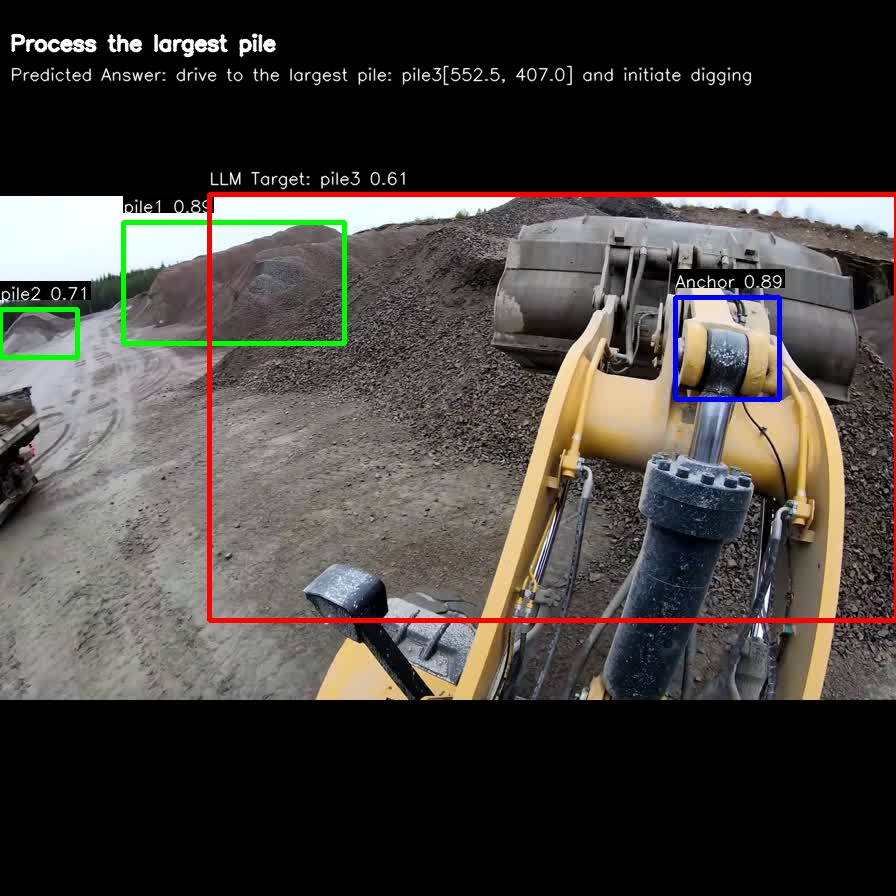 Process the largest pile
Predicted Answer: drive to the largest pile: pile3[552.5, 407.0] and initiate digging
LLM Target: pile3 0.61
pile1 0.89
Anchor 0.89
pile2 0.71